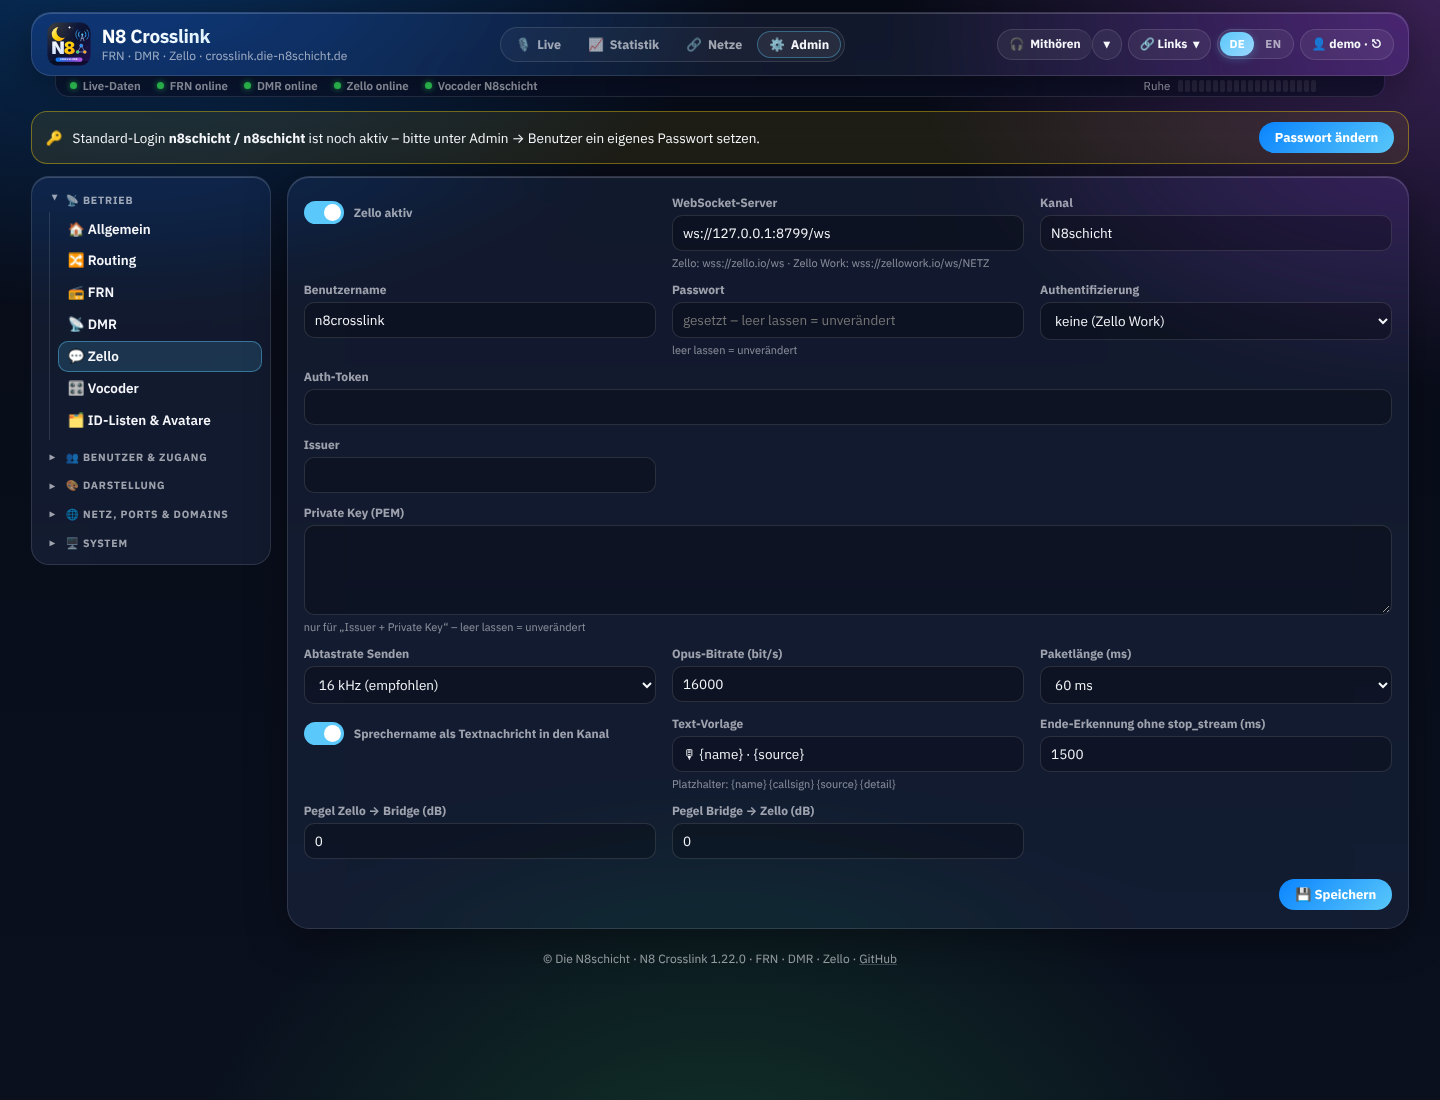 N8 Crosslink
FRN · DMR · Zello · crosslink.die-n8schicht.de
Live
Statistik
Netze
Admin
Mithören
Links
DE
EN
demo ·
Live-Daten
FRN online
DMR online
Zello online
Vocoder N8schicht
Ruhe
Standard-Login n8schicht / n8schicht ist noch aktiv – bitte unter Admin → Benutzer ein eigenes Passwort setzen.
Passwort ändern
BETRIEB
Allgemein
Routing
FRN
DMR
Zello
Vocoder
ID-Listen & Avatare
BENUTZER & ZUGANG
DARSTELLUNG
NETZ, PORTS & DOMAINS
SYSTEM
Zello aktiv
WebSocket-Server
ws://127.0.0.1:8799/ws
Zello: wss://zello.io/ws · Zello Work: wss://zellowork.io/ws/NETZ
Kanal
N8schicht
Benutzername
n8crosslink
Passwort
gesetzt – leer lassen = unverändert
leer lassen = unverändert
Authentifizierung
keine (Zello Work)
Auth-Token
Issuer
Private Key (PEM)
nur für „Issuer + Private Key“ – leer lassen = unverändert
Abtastrate Senden
16 kHz (empfohlen)
Opus-Bitrate (bit/s)
16000
Paketlänge (ms)
60 ms
Sprechername als Textnachricht in den Kanal
Text-Vorlage
🎙 {name} · {source}
Platzhalter: {name} {callsign} {source} {detail}
Ende-Erkennung ohne stop_stream (ms)
1500
Pegel Zello → Bridge (dB)
0
Pegel Bridge → Zello (dB)
0
Speichern
© Die N8schicht · N8 Crosslink 1.22.0 · FRN · DMR · Zello · GitHub